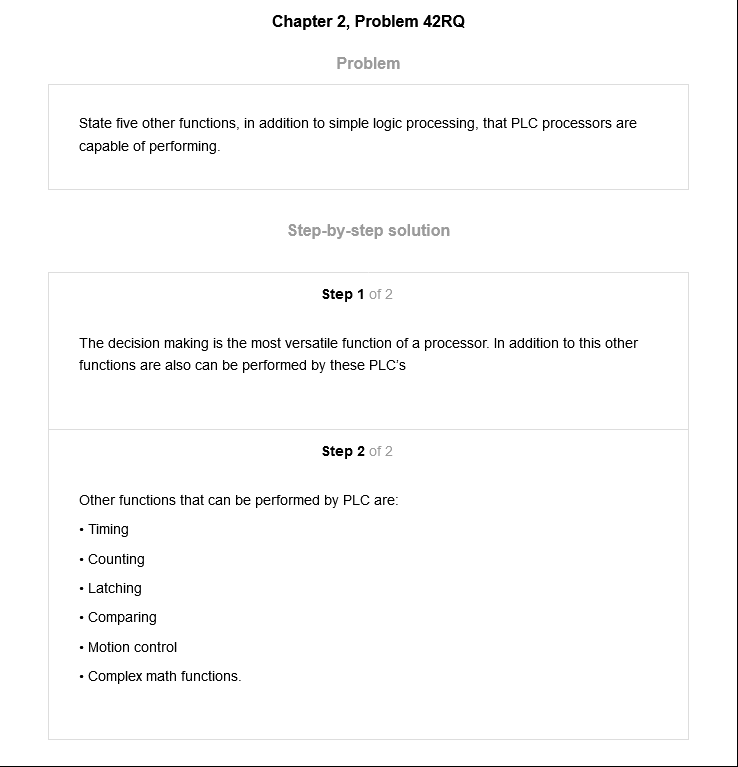 Chapter 2, Problem 42RQ
Problem
State five other functions, in addition to simple logic processing, that PLC processors are
capable of performing.
Step-by-step solution
Step 1 of 2
The decision making is the most versatile function of a processor. In addition to this other
functions are also can be performed by these PLC's
Step 2 of 2
Other functions that can be performed by PLC are:
• Timing
• Counting
• Latching
• Comparing
• Motion control
• Complex math functions.